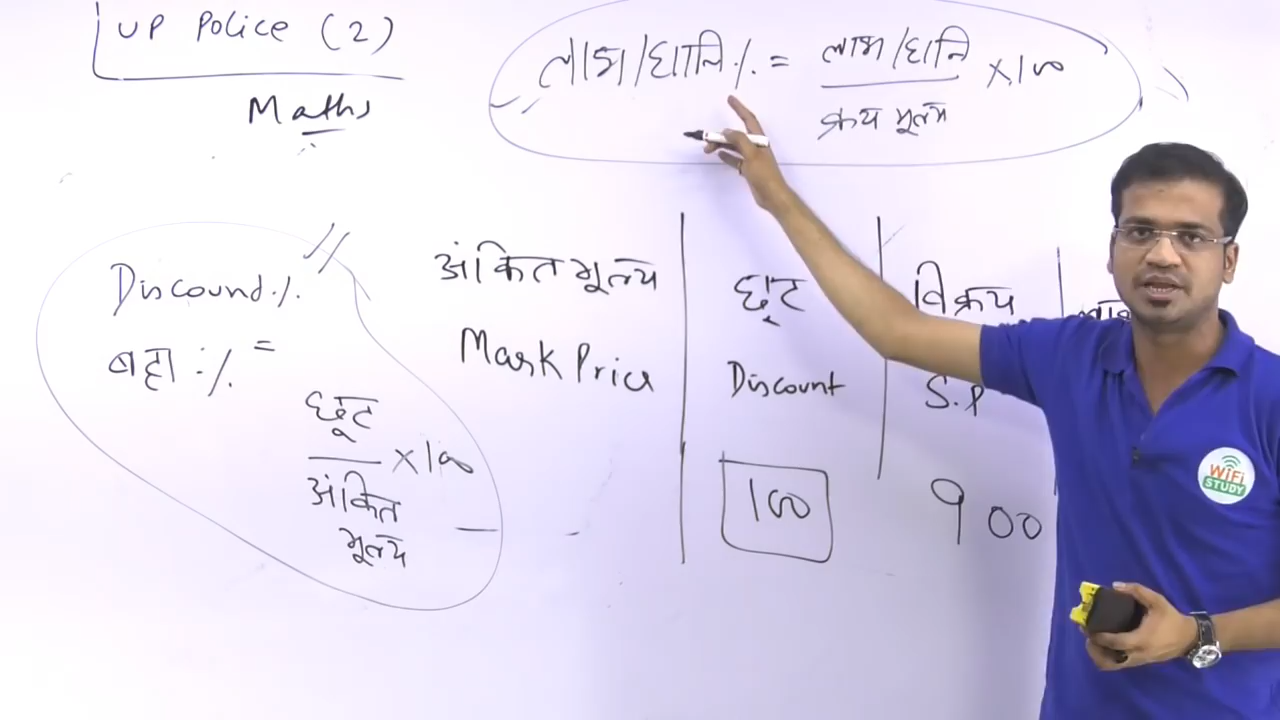 UP Police (2)
Maths
लाभ/हानि % = लाभ/हानि × 100
क्रय मूल्य
Discount %
बट्टा % =
छूट × 100
अंकित
मूल्य
अंकित मूल्य
Mark Price
छूट
Discount
100
विक्रय
S.P
900
WiFi
STUDY